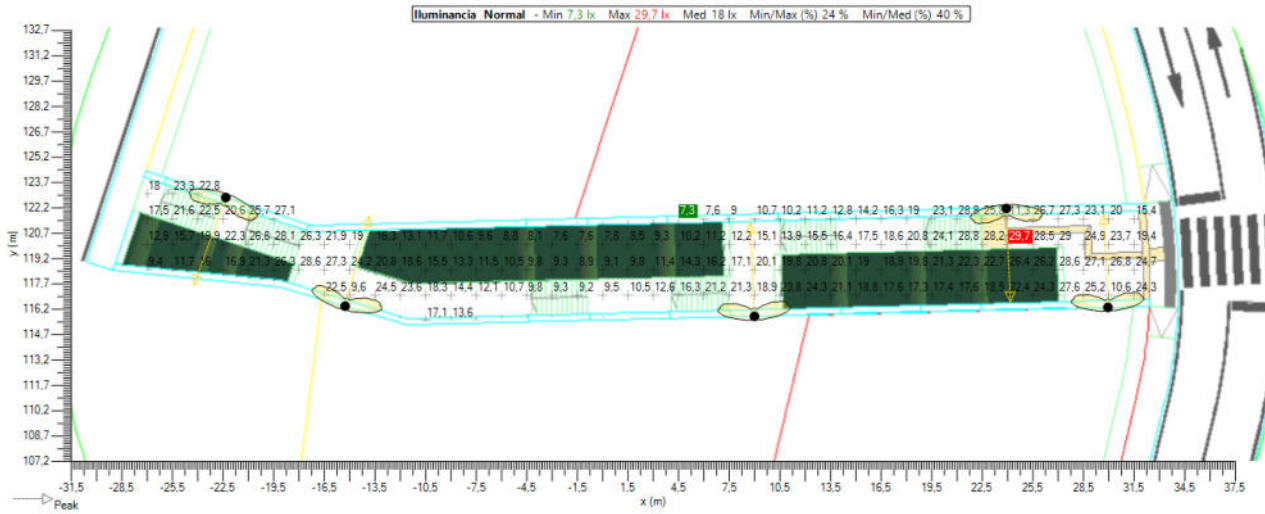 Iluminancia Normal - Min 7,3 lx Max 29,7 lx Med 18 lx Min/Max (%) 24 % Min/Med (%) 40 %
132,7
131,2
129,7
128,2
126,7
125,2
123,7
122,2
120,7
119,2
117,7
116,2
114,7
113,2
111,7
110,2
108,7
107,2
y (m)
18 23,3 22,8
17,5 21,6 22,5 20,6 25,7 27,1 7,3 7,6 9 10,7 10,2 11,2 12,8 14,2 16,3 19 23,1 28,9 26,7 27,3 23,1 20 15,4
12,9 15,7 19,9 22,3 26,6 28,1 26,3 21,9 19 16,3 13,1 10,6 9,6 8,8 8,1 7,6 7,6 7,8 8,5 9,3 10,2 11,2 12,2 15,1 13,9 15,5 16,4 17,5 18,6 20,8 24,1 28,8 28,2 29,7 28,5 29 24,9 23,7 19,4
9,4 11,7 16 16,9 21,3 26,3 28,6 27,3 24,2 20,8 18,6 15,5 13,3 11,5 10,5 9,8 9,3 8,9 9,1 9,8 11,4 14,3 16,2 17,1 20,1 19,8 20,8 20,1 19 18,9 19,8 21,3 22,3 22,7 26,4 26,2 28,6 27,1 26,8 24,7
22,5 9,6 24,5 23,6 18,3 14,4 12,1 10,7 9,8 9,3 9,2 9,5 10,5 12,6 16,3 21,2 21,3 18,9 23,8 24,3 21,1 18,8 17,6 17,3 17,4 17,6 18,5 22,4 24,3 27,6 25,2 10,6 24,3
17,1 13,6
-31,5 -28,5 -25,5 -22,5 -19,5 -16,5 -13,5 -10,5 -7,5 -4,5 -1,5 1,5 4,5 7,5 10,5 13,5 16,5 19,5 22,5 25,5 28,5 31,5 34,5 37,5
x (m)
Peak